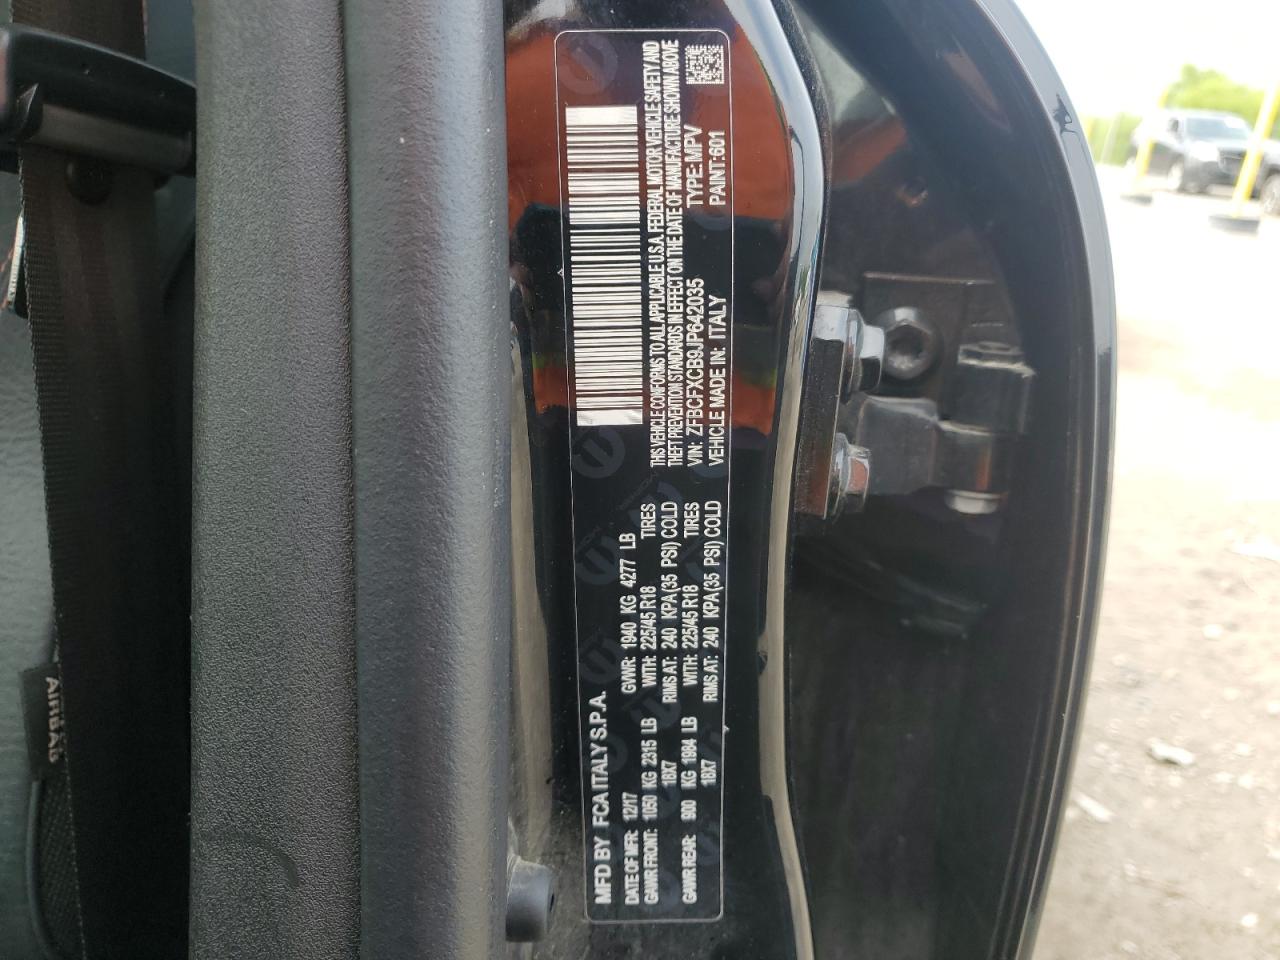 MFD BY FCA ITALY S.P.A.
DATE OF MFR: 12/17 GVWR: 1940 KG 4277 LB
GAWR FRONT: 1050 KG 2315 LB WITH: 225/45 R18 TIRES
18X7 RIMS AT: 240 KPA(35 PSI) COLD
GAWR REAR: 900 KG 1984 LB WITH: 225/45 R18 TIRES
18X7 RIMS AT: 240 KPA(35 PSI) COLD
THIS VEHICLE CONFORMS TO ALL APPLICABLE U.S.A. FEDERAL MOTOR VEHICLE SAFETY AND
THEFT PREVENTION STANDARDS IN EFFECT ON THE DATE OF MANUFACTURE SHOWN ABOVE
VIN: ZFBCFXCB9JP642035 TYPE: MPV
VEHICLE MADE IN: ITALY PAINT:601
AIRBAG